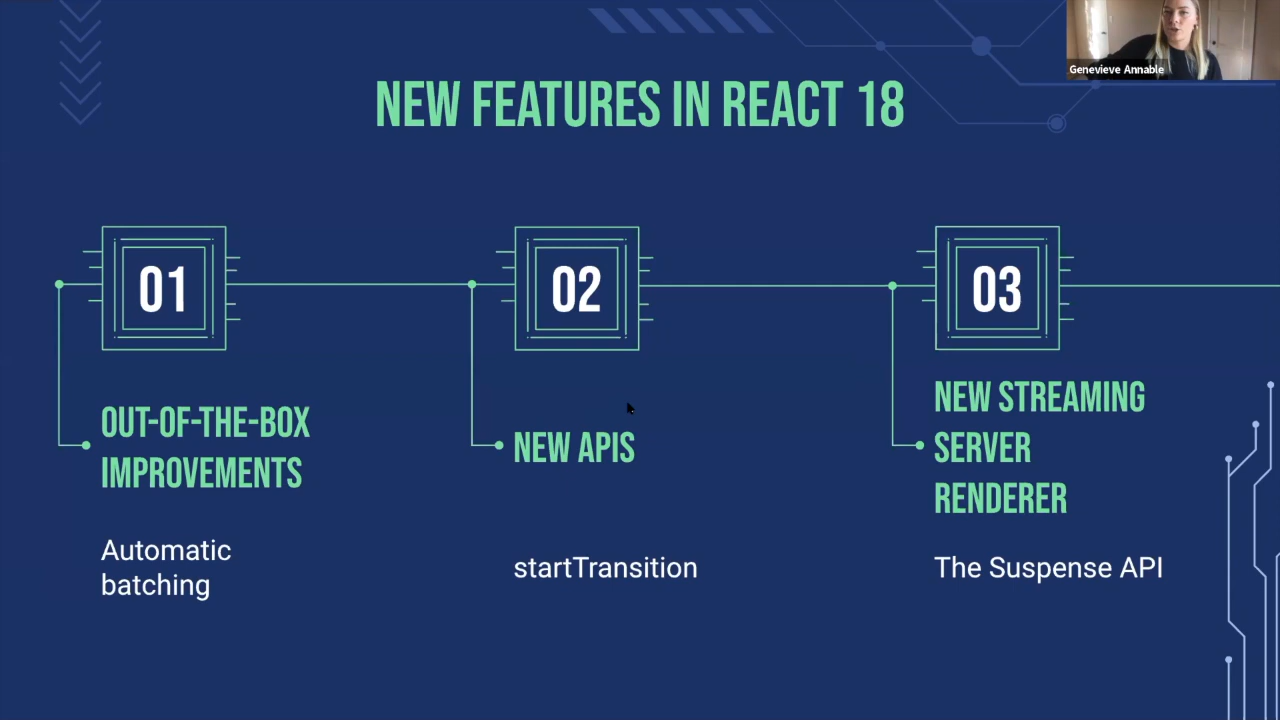 Genevieve Annable
NEW FEATURES IN REACT 18
01
02
03
OUT-OF-THE-BOX
IMPROVEMENTS
Automatic
batching
NEW APIS
startTransition
NEW STREAMING
SERVER
RENDERER
The Suspense API